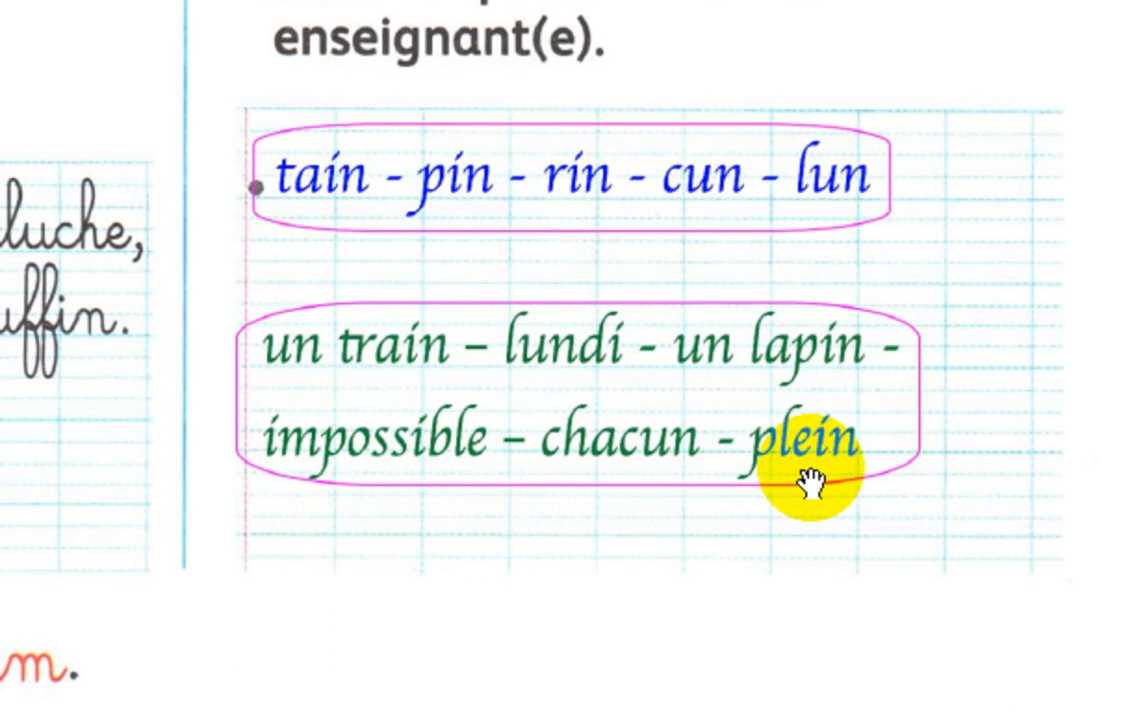 enseignant(e).
tain - pin - rin - cun - lun
luche,
uffin.
un train – lundi - un lapin -
impossible – chacun - plein
m.